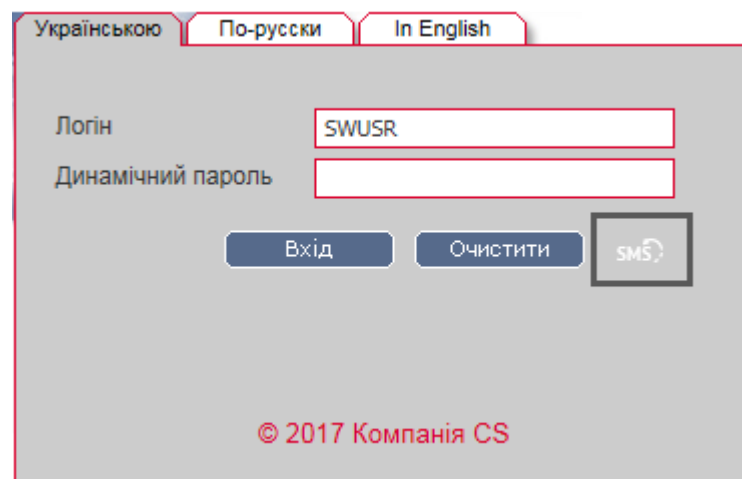 Українською По-русски In English
Логін SWUSR
Динамічний пароль
Вхід Очистити SMS
© 2017 Компанія CS